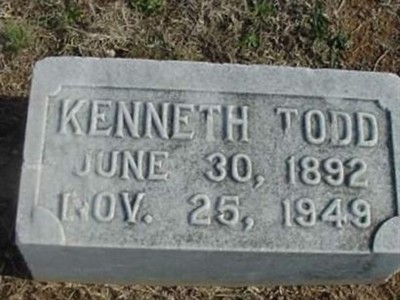 KENNETH TODD
JUNE 30, 1892
NOV. 25, 1949